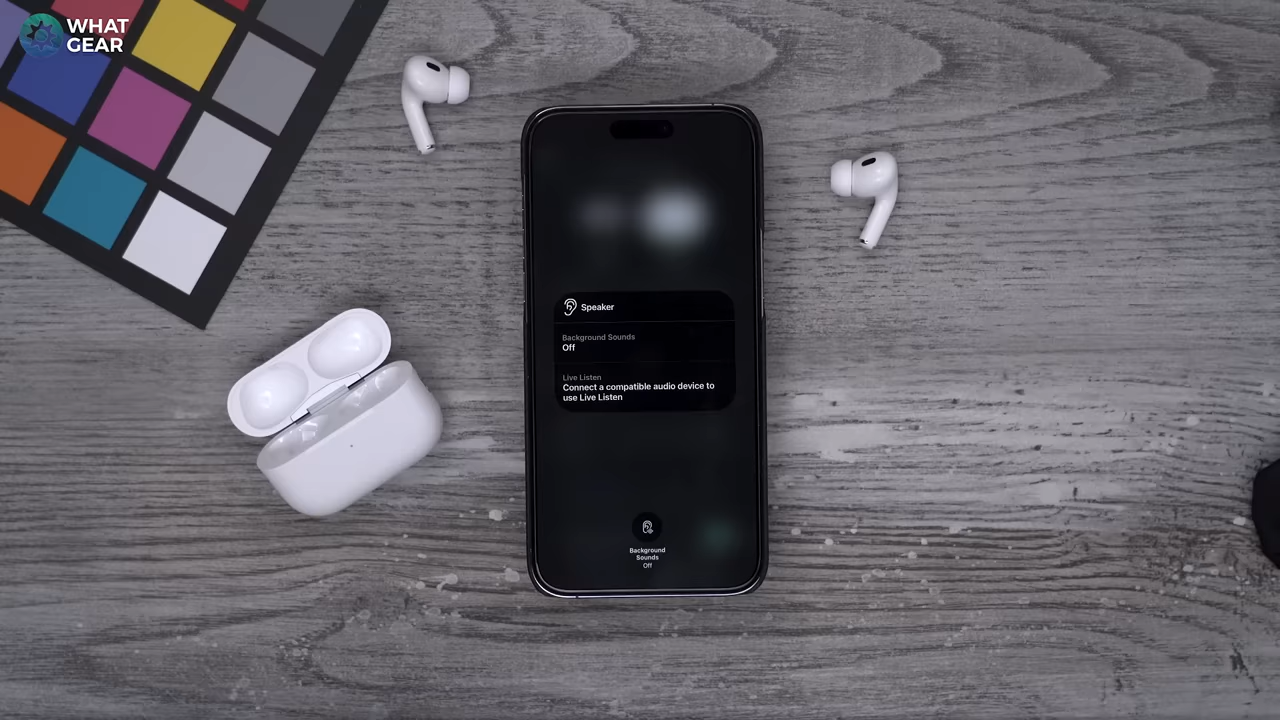 WHAT
GEAR
Speaker
Background Sounds
Off
Live Listen
Connect a compatible audio device to
use Live Listen
Background
Sounds
Off